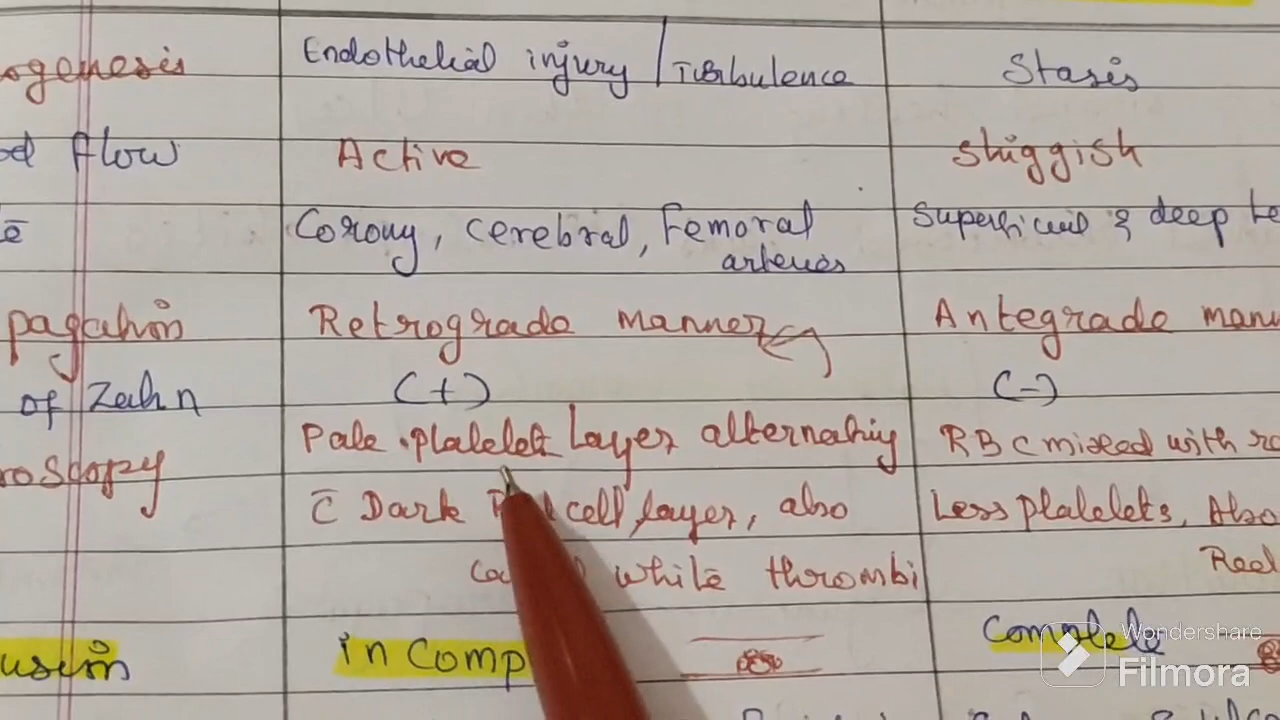 ogenesis Endothelial injury / Turbulence Stasis
od flow Active sluggish
Corony, cerebral, Femoral Superficial & deep
arteries
pagation Retrograde manner Antegrade
of Zahn (+) (-)
roscopy Pale platelet Layer alternating RBC mixed with
c̄ Dark cell layer, also Less platelets, Also
white thrombi Red
usion in Comp Complete
Wondershare
Filmora